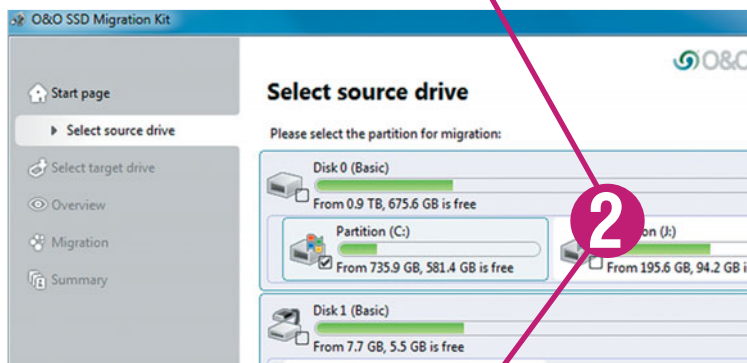 O&O SSD Migration Kit
O&O
Start page
Select source drive
Select source drive
Please select the partition for migration:
Select target drive
Overview
Migration
Summary
Disk 0 (Basic)
From 0.9 TB, 675.6 GB is free
Partition (C:)
From 735.9 GB, 581.4 GB is free
2
on (J:)
From 195.6 GB, 94.2 GB i
Disk 1 (Basic)
From 7.7 GB, 5.5 GB is free